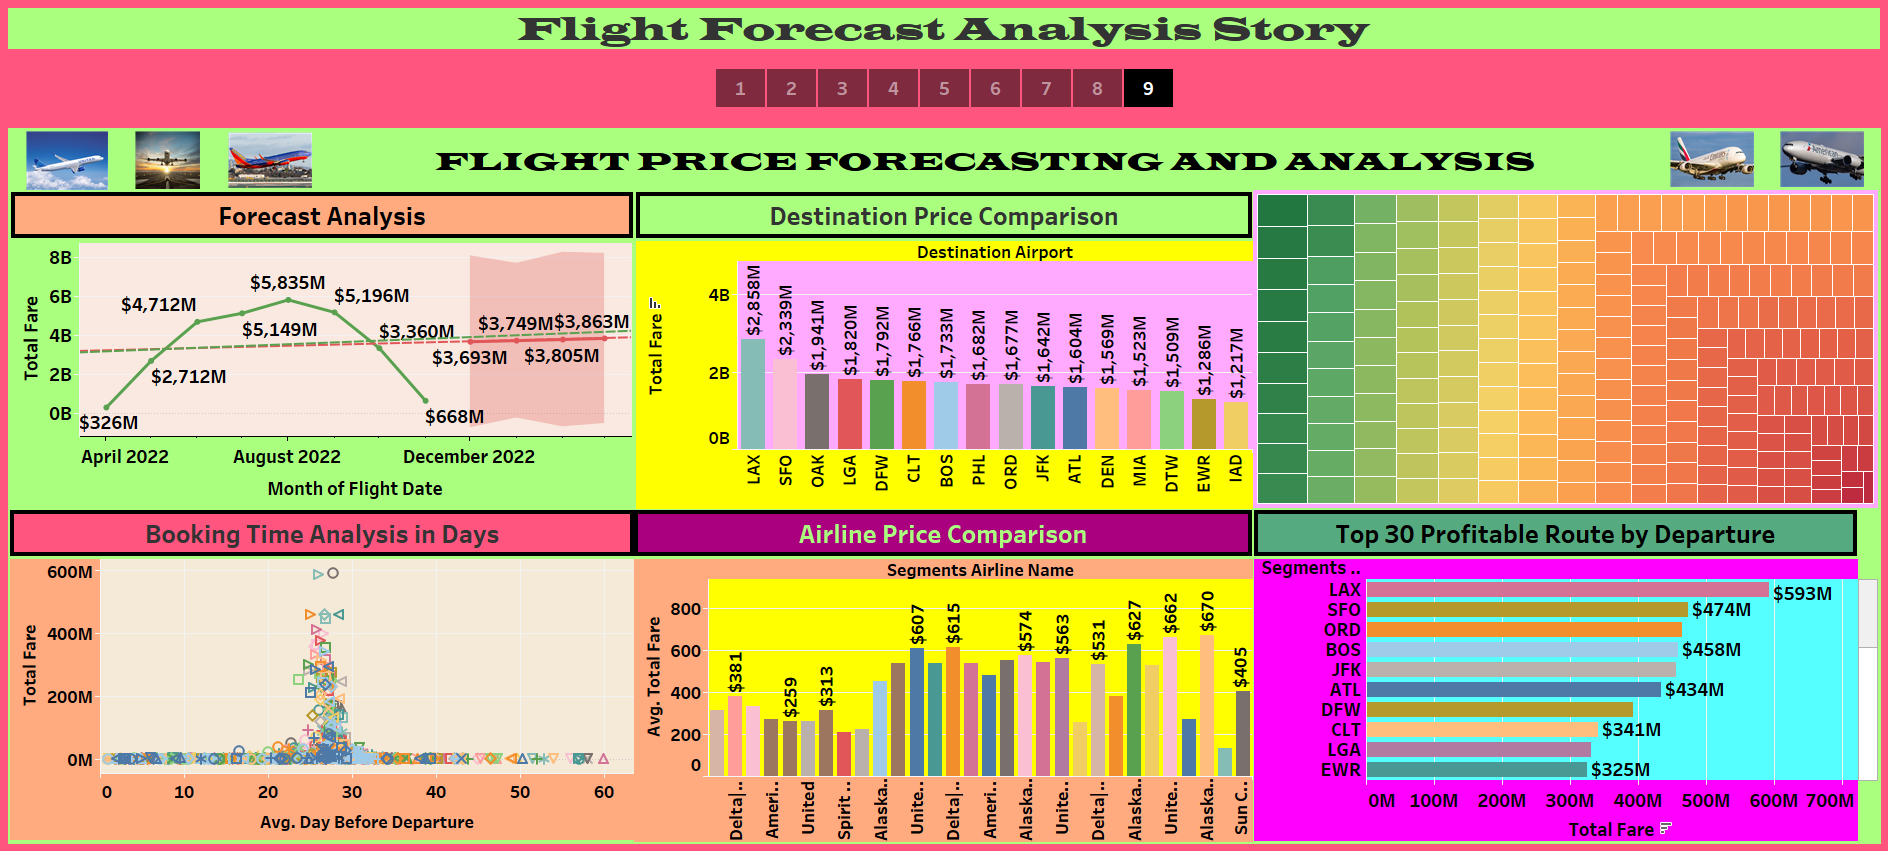 Flight Forecast Analysis Story
1 2 3 4 5 6 7 8 9
FLIGHT PRICE FORECASTING AND ANALYSIS
Forecast Analysis
Total Fare
8B
6B
4B
2B
0B
$326M
$2,712M
$4,712M
$5,149M
$5,835M
$5,196M
$3,360M
$668M
$3,693M
$3,749M
$3,805M
$3,863M
April 2022 August 2022 December 2022
Month of Flight Date
Destination Price Comparison
Destination Airport
Total Fare
4B
2B
0B
$2,858M $2,339M $1,941M $1,820M $1,792M $1,766M $1,733M $1,682M $1,677M $1,642M $1,604M $1,569M $1,523M $1,509M $1,286M $1,217M
LAX SFO OAK LGA DFW CLT BOS PHL ORD JFK ATL DEN MIA DTW EWR IAD
Booking Time Analysis in Days
Total Fare
600M
400M
200M
0M
0 10 20 30 40 50 60
Avg. Day Before Departure
Airline Price Comparison
Segments Airline Name
Avg. Total Fare
800
600
400
200
0
$381 $259 $313 $607 $615 $574 $563 $531 $627 $662 $670 $405
Delta|.. Ameri.. United Spirit .. Alaska.. Unite.. Delta|.. Ameri.. Alaska.. Unite.. Delta|.. Alaska.. Unite.. Alaska.. Sun C..
Top 30 Profitable Route by Departure
Segments ..
LAX $593M
SFO $474M
ORD
BOS $458M
JFK
ATL $434M
DFW
CLT $341M
LGA
EWR $325M
0M 100M 200M 300M 400M 500M 600M 700M
Total Fare